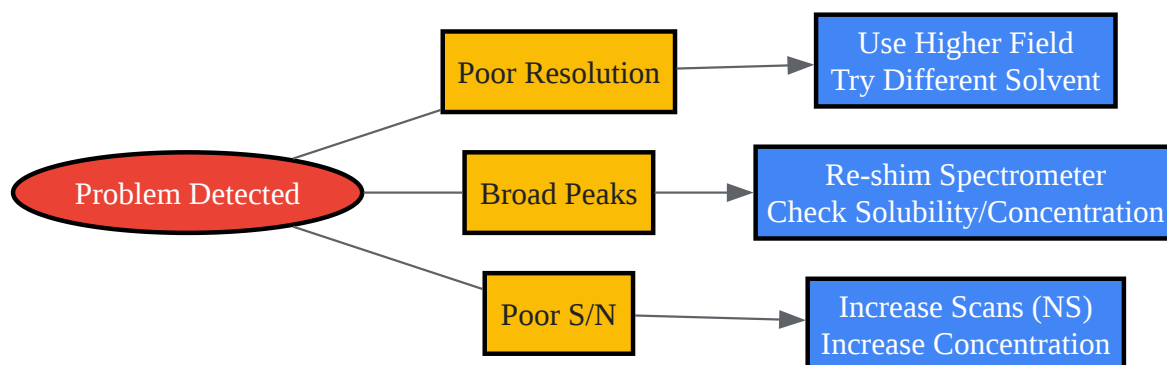 Problem Detected
Poor Resolution
Use Higher Field
Try Different Solvent
Broad Peaks
Re-shim Spectrometer
Check Solubility/Concentration
Poor S/N
Increase Scans (NS)
Increase Concentration